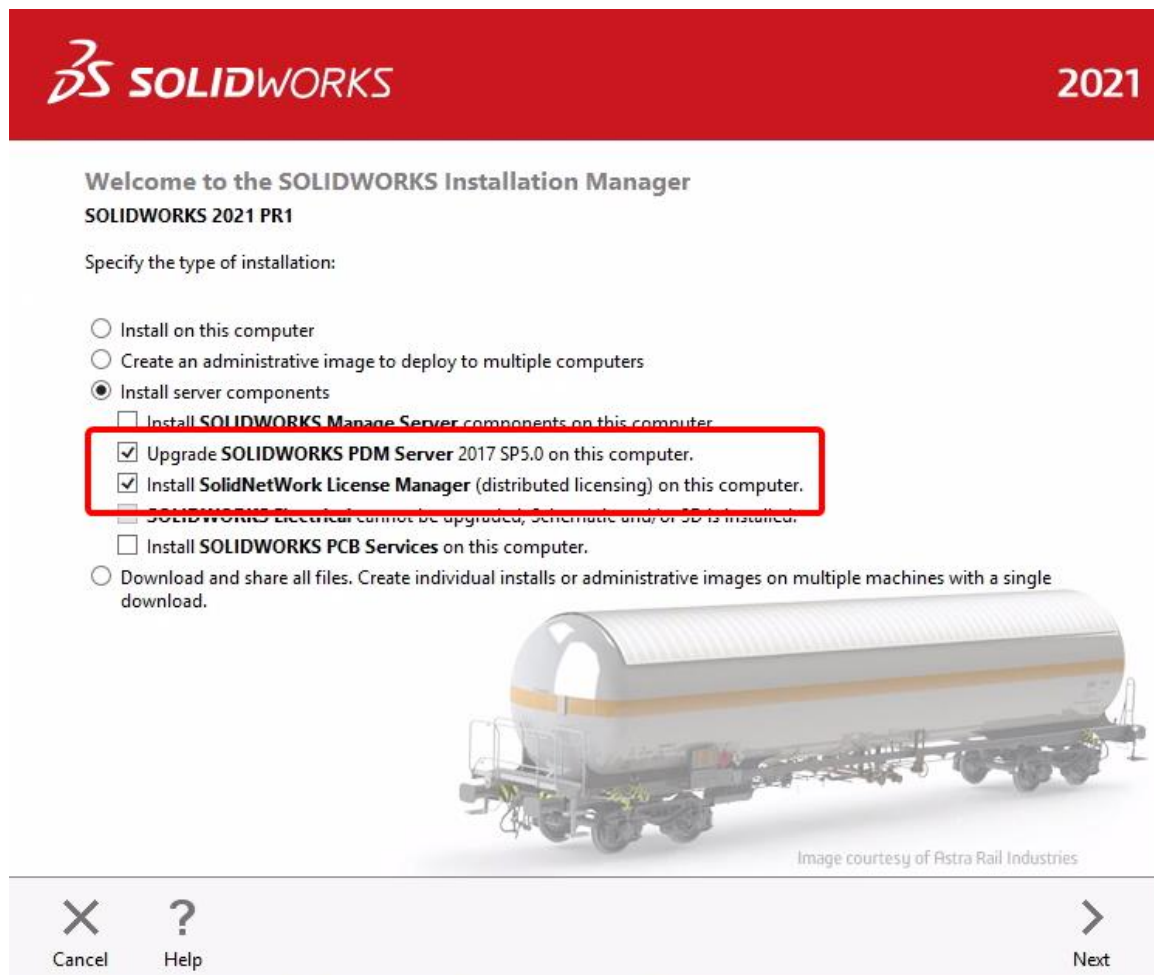 3S SOLIDWORKS
2021
Welcome to the SOLIDWORKS Installation Manager
SOLIDWORKS 2021 PR1
Specify the type of installation:
Install on this computer
Create an administrative image to deploy to multiple computers
Install server components
Install SOLIDWORKS Manage Server components on this computer
Upgrade SOLIDWORKS PDM Server 2017 SP5.0 on this computer.
Install SolidNetWork License Manager (distributed licensing) on this computer.
SOLIDWORKS Electrical cannot be upgraded, Schematic and/or 3D is installed.
Install SOLIDWORKS PCB Services on this computer.
Download and share all files. Create individual installs or administrative images on multiple machines with a single
download.
Image courtesy of Astra Rail Industries
Cancel
Help
Next